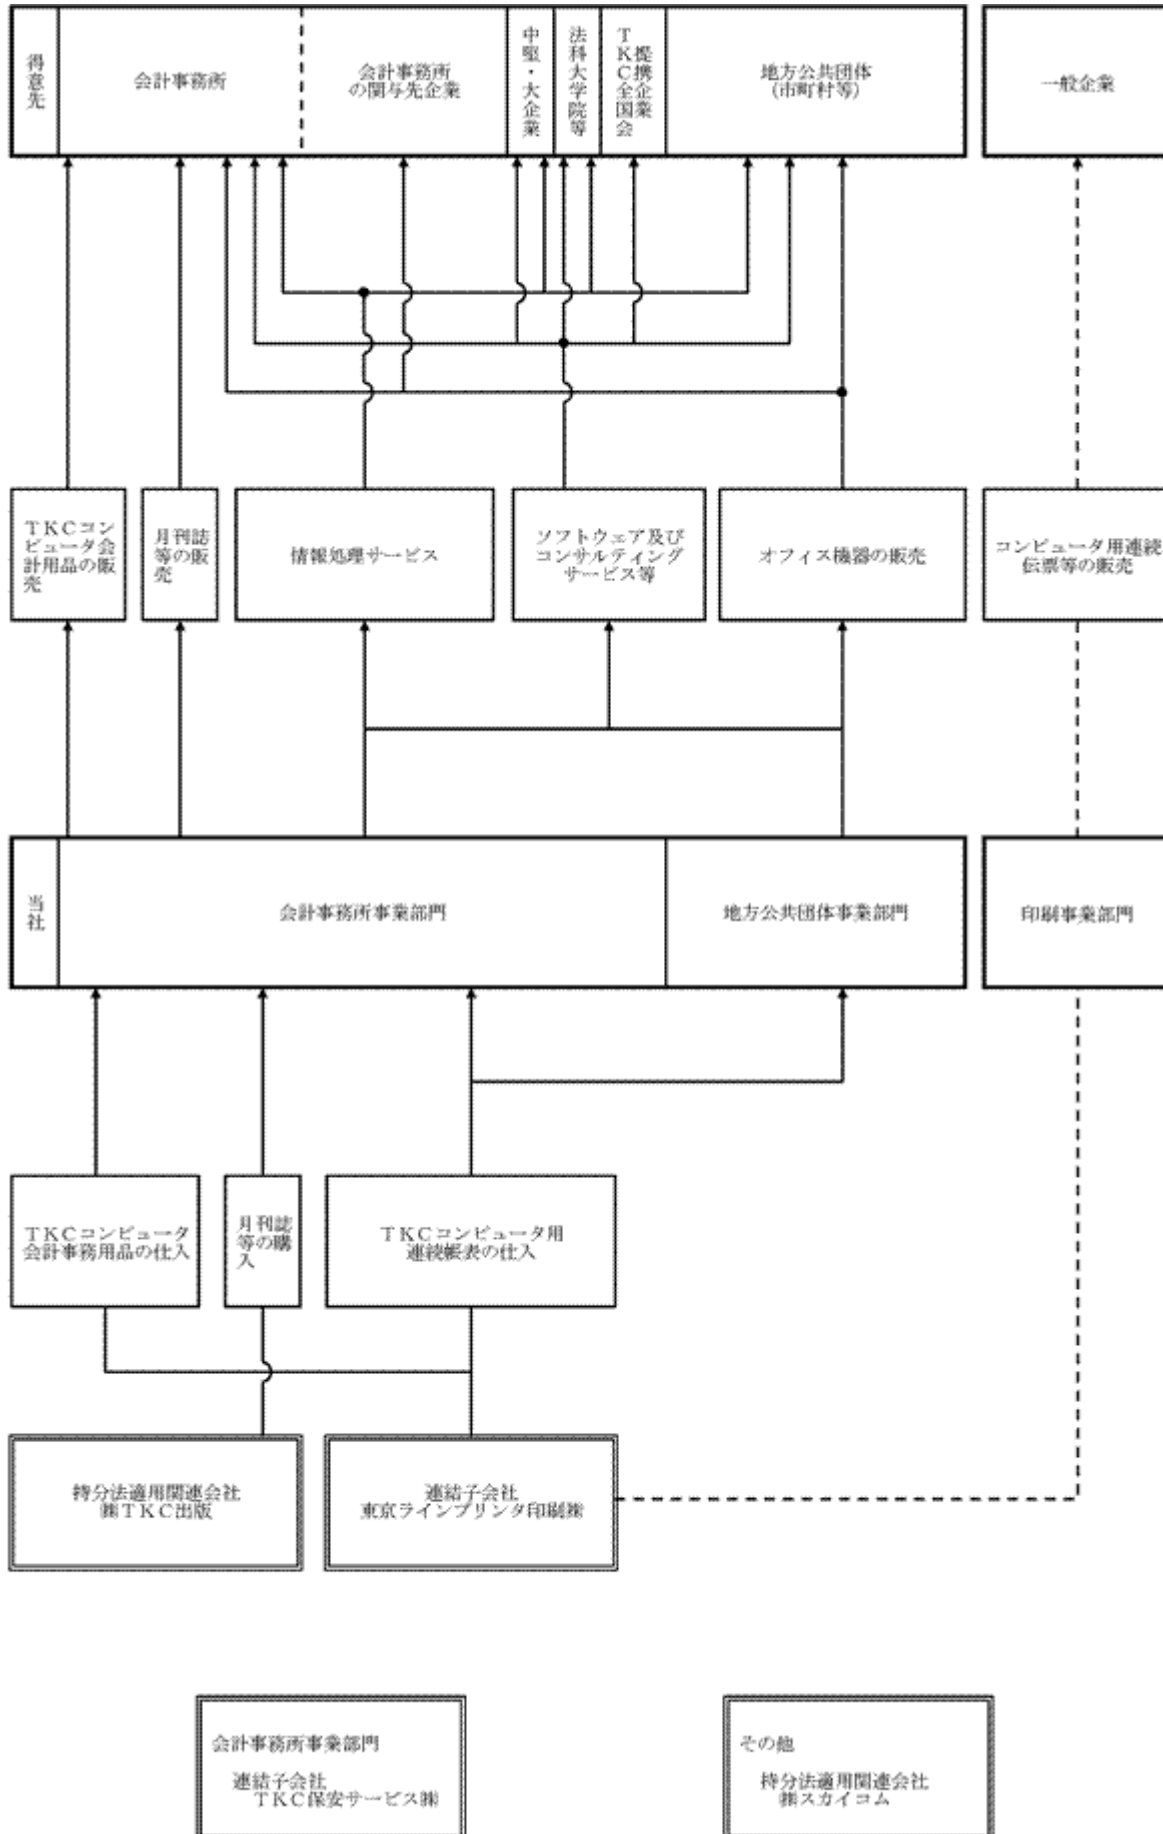 得意先
会計事務所
会計事務所
の関与先企業
中堅・大企業
法科大学院等
TKC全国会
提携企業
地方公共団体
(市町村等)
一般企業
TKCコン
ピュータ会
計用品の販
売
月刊誌
等の販
売
情報処理サービス
ソフトウェア及び
コンサルティング
サービス等
オフィス機器の販売
コンピュータ用連続
伝票等の販売
当社
会計事務所事業部門
地方公共団体事業部門
印刷事業部門
TKCコンピュータ
会計事務用品の仕入
月刊誌
等の購
入
TKCコンピュータ用
連続帳表の仕入
持分法適用関連会社
㈱TKC出版
連結子会社
東京ラインプリンタ印刷㈱
会計事務所事業部門
連結子会社
TKC保安サービス㈱
その他
持分法適用関連会社
㈱スカイコム